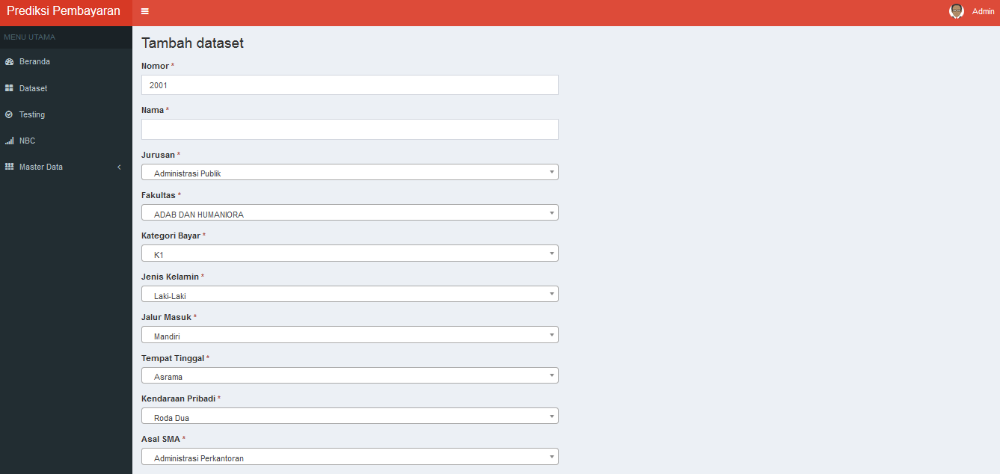 Prediksi Pembayaran
Admin
MENU UTAMA
Beranda
Dataset
Testing
NBC
Master Data
Tambah dataset
Nomor *
2001
Nama *
Jurusan *
Administrasi Publik
Fakultas *
ADAB DAN HUMANIORA
Kategori Bayar *
K1
Jenis Kelamin *
Laki-Laki
Jalur Masuk *
Mandiri
Tempat Tinggal *
Asrama
Kendaraan Pribadi *
Roda Dua
Asal SMA *
Administrasi Perkantoran